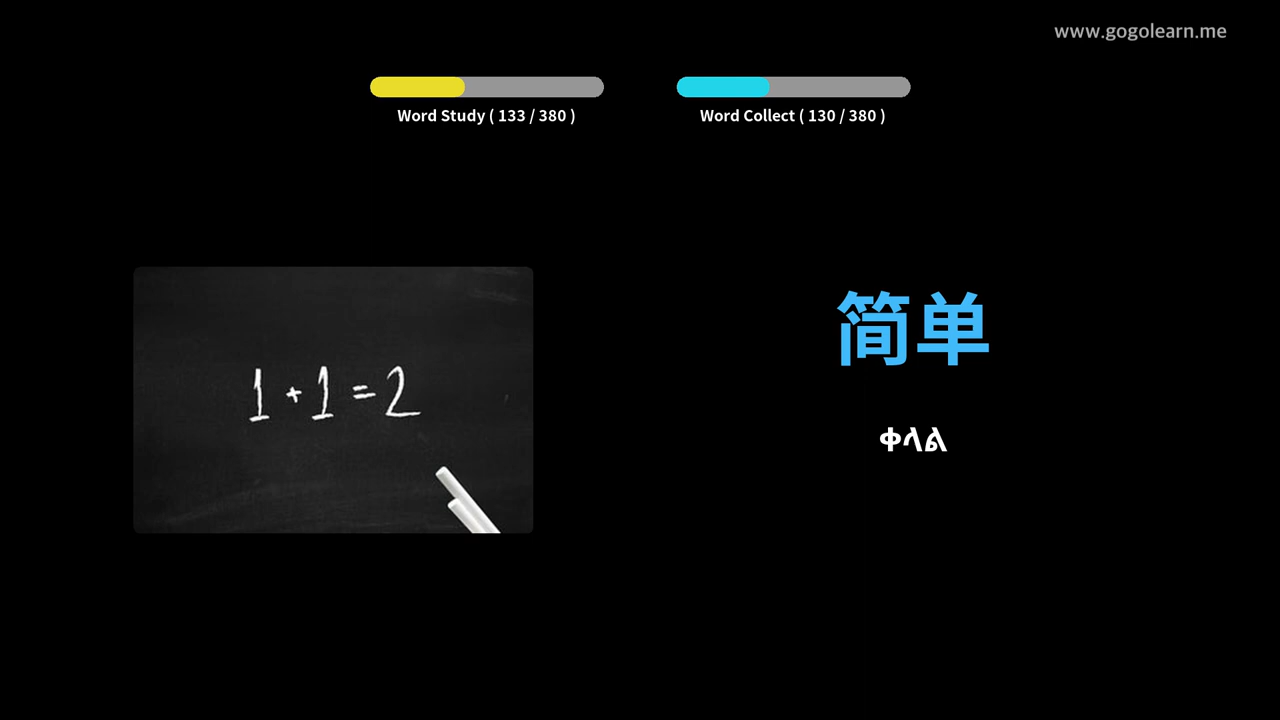 www.gogolearn.me
Word Study ( 133 / 380 )
Word Collect ( 130 / 380 )
1 + 1 = 2
简单
ቀላል